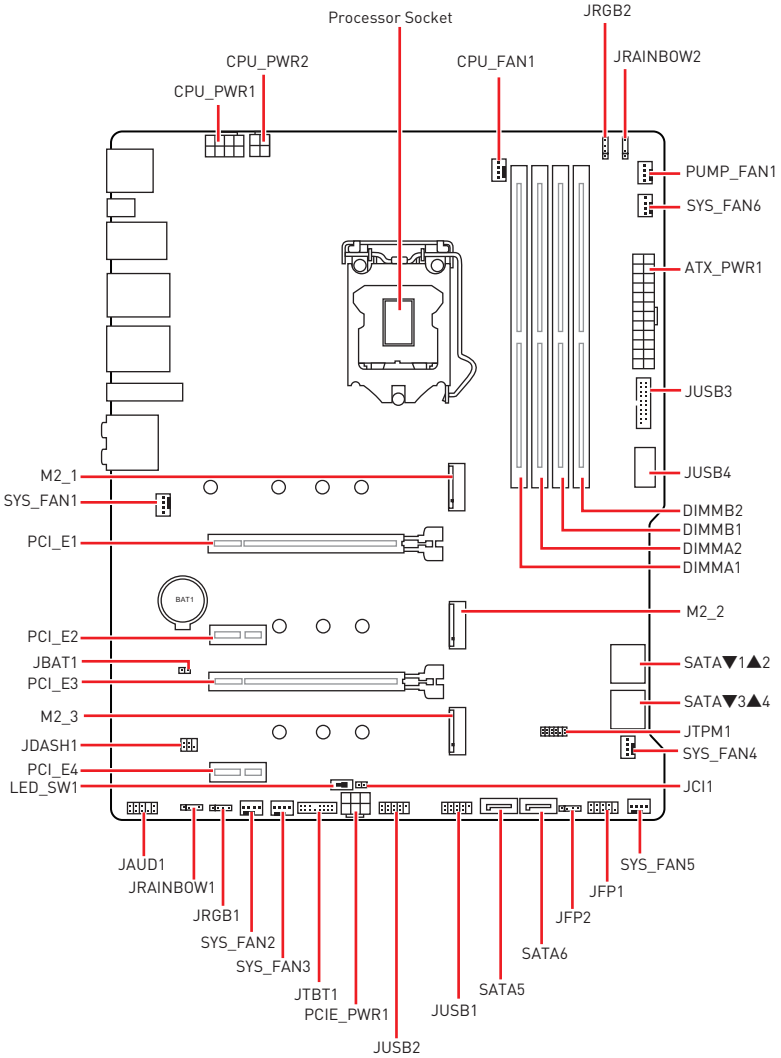 Processor Socket
JRGB2
JRAINBOW2
CPU_PWR2
CPU_FAN1
CPU_PWR1
PUMP_FAN1
SYS_FAN6
ATX_PWR1
JUSB3
JUSB4
M2_1
SYS_FAN1
DIMMB2
DIMMB1
PCI_E1
DIMMA2
DIMMA1
BAT1
M2_2
PCI_E2
JBAT1
SATA▼1▲2
PCI_E3
SATA▼3▲4
M2_3
JTPM1
JDASH1
SYS_FAN4
PCI_E4
LED_SW1
JCI1
JAUD1
SYS_FAN5
JRAINBOW1
JFP1
JRGB1
JFP2
SYS_FAN2
SATA6
SYS_FAN3
SATA5
JTBT1
JUSB1
PCIE_PWR1
JUSB2